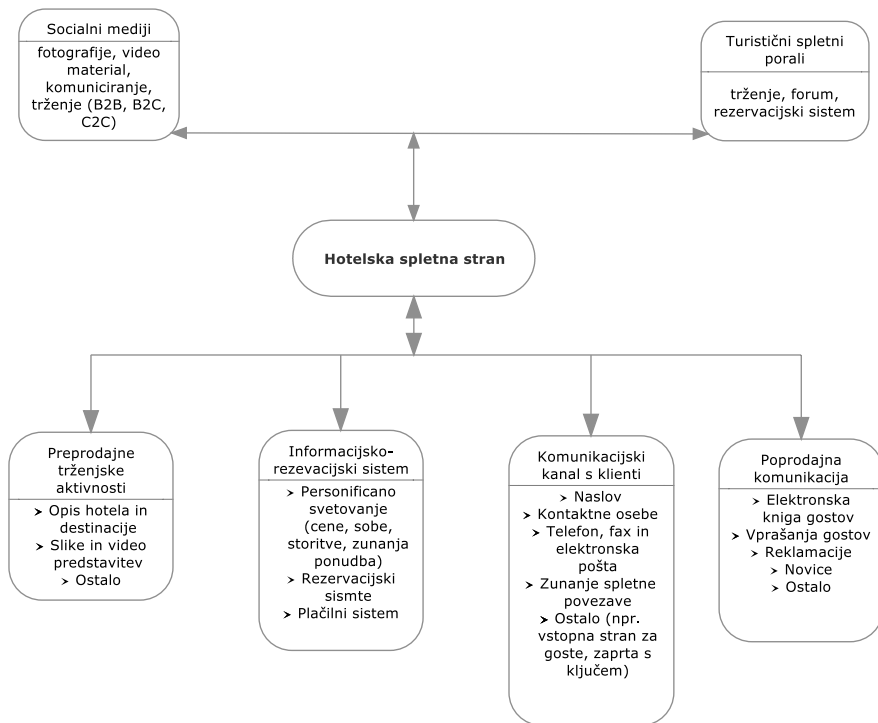 Socialni mediji
fotografije, video
material,
komuniciranje,
trženje (B2B, B2C,
C2C)
Turistični spletni
porali
trženje, forum,
rezervacijski sistem
Hotelska spletna stran
Preprodajne
trženjske
aktivnosti
➤ Opis hotela in
destinacije
➤ Slike in video
predstavitev
➤ Ostalo
Informacijsko-
rezevacijski sistem
➤ Personificano
svetovanje
(cene, sobe,
storitve, zunanja
ponudba)
➤ Rezervacijski
sismte
➤ Plačilni sistem
Komunikacijski
kanal s klienti
➤ Naslov
➤ Kontaktne osebe
➤ Telefon, fax in
elektronska
pošta
➤ Zunanje spletne
povezave
➤ Ostalo (npr.
vstopna stran za
goste, zaprta s
ključem)
Poprodajna
komunikacija
➤ Elektronska
kniga gostov
➤ Vprašanja gostov
➤ Reklamacije
➤ Novice
➤ Ostalo